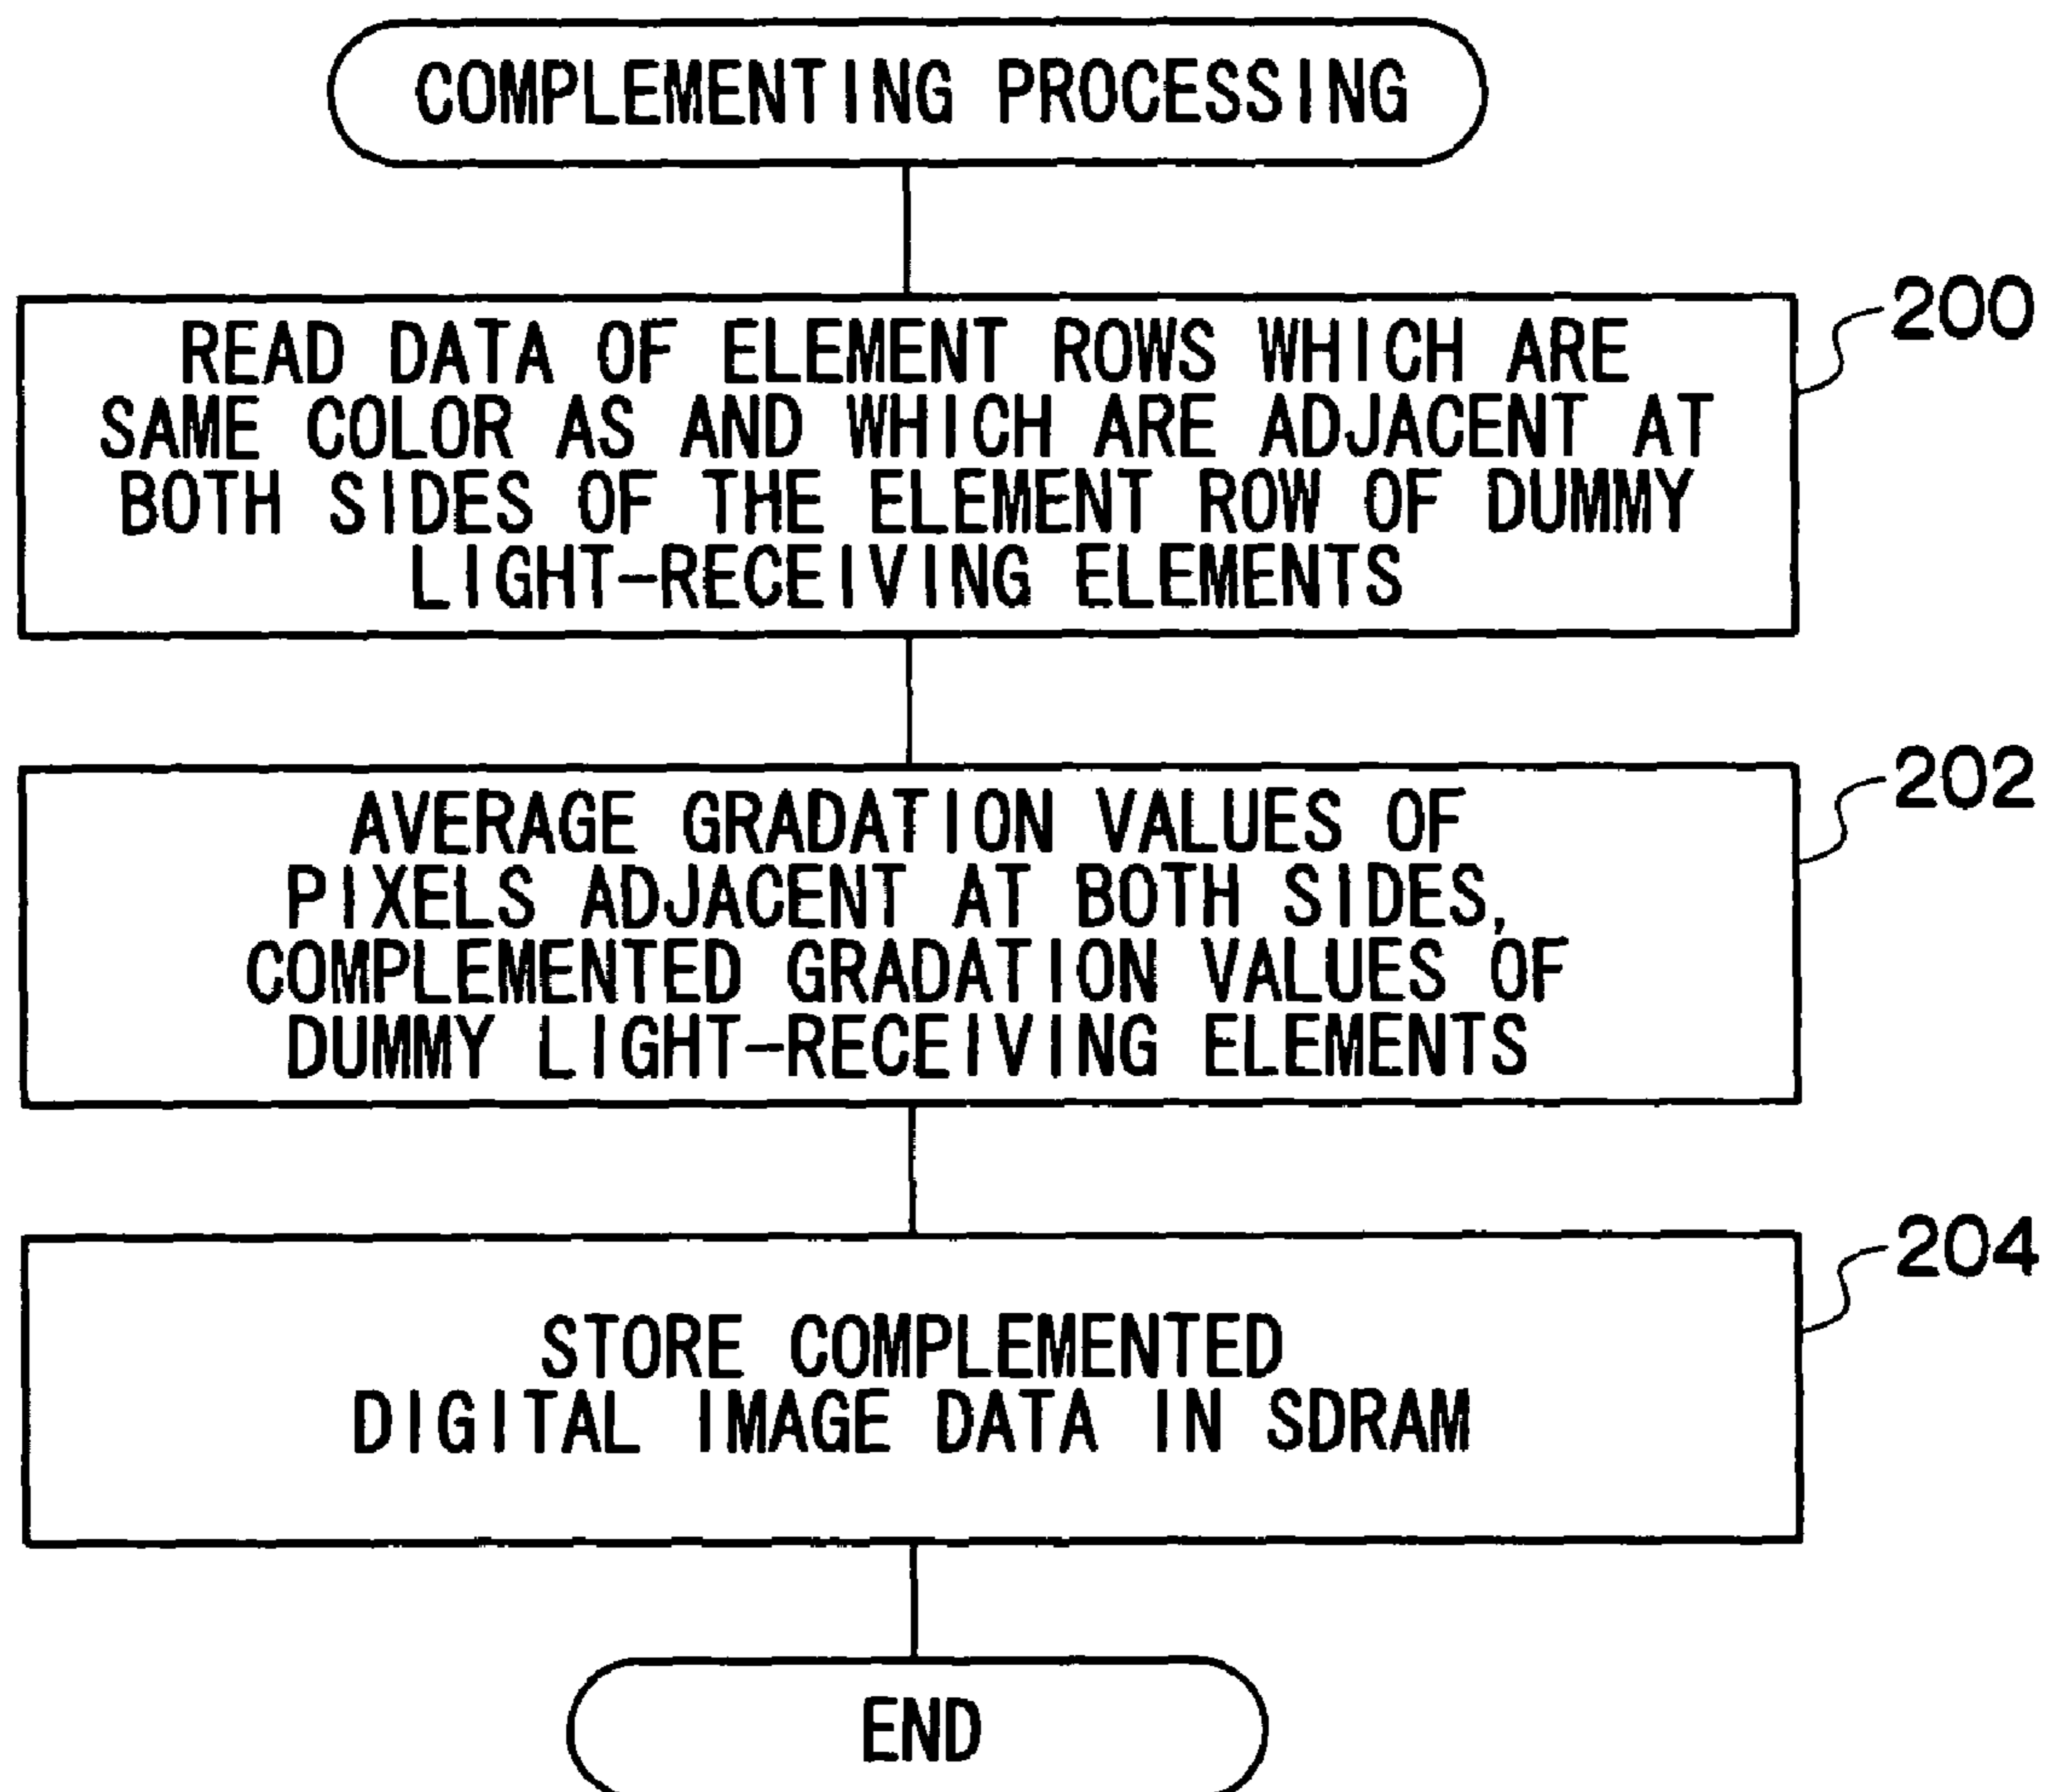 COMPLEMENTING PROCESSING
200
READ DATA OF ELEMENT ROWS WHICH ARE
SAME COLOR AS AND WHICH ARE ADJACENT AT
BOTH SIDES OF THE ELEMENT ROW OF DUMMY
LIGHT-RECEIVING ELEMENTS
202
AVERAGE GRADATION VALUES OF
PIXELS ADJACENT AT BOTH SIDES,
COMPLEMENTED GRADATION VALUES OF
DUMMY LIGHT-RECEIVING ELEMENTS
204
STORE COMPLEMENTED
DIGITAL IMAGE DATA IN SDRAM
END